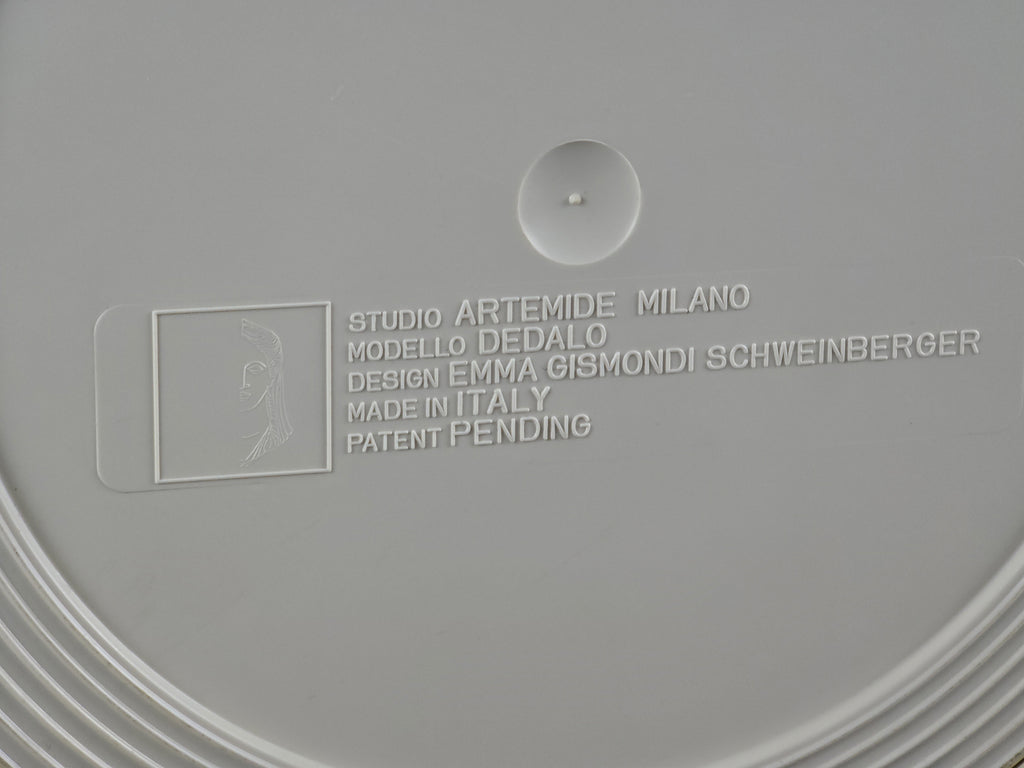 STUDIO ARTEMIDE MILANO
MODELLO DEDALO
DESIGN EMMA GISMONDI SCHWEINBERGER
MADE IN ITALY
PATENT PENDING